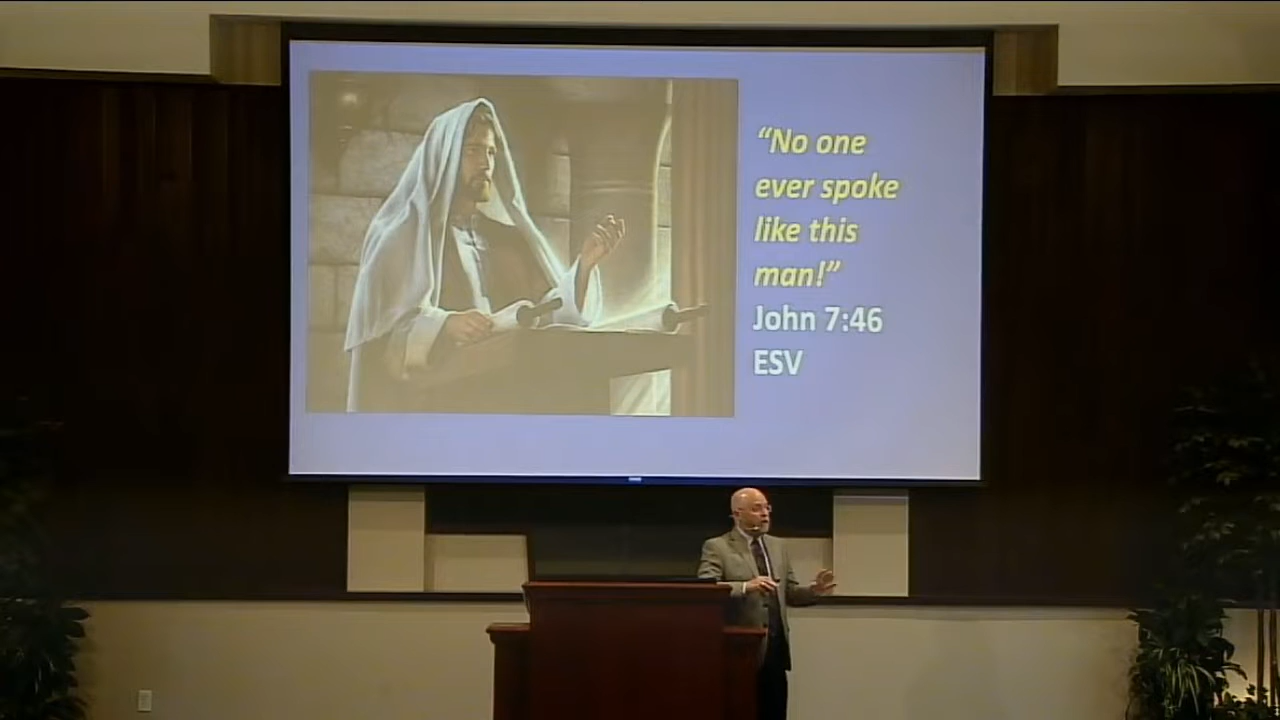 “No one
ever spoke
like this
man!”
John 7:46
ESV